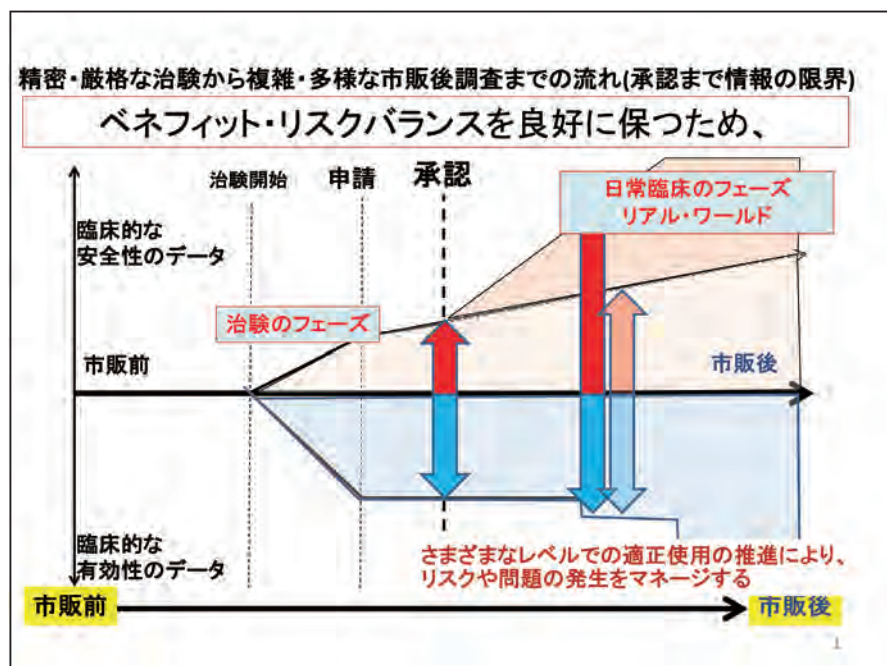 精密・厳格な治験から複雑・多様な市販後調査までの流れ(承認まで情報の限界)
ベネフィット・リスクバランスを良好に保つため、
治験開始
申請
承認
日常臨床のフェーズ
リアル・ワールド
臨床的な
安全性のデータ
治験のフェーズ
市販前
市販後
臨床的な
有効性のデータ
さまざまなレベルでの適正使用の推進により、
リスクや問題の発生をマネージする
市販前
市販後
1